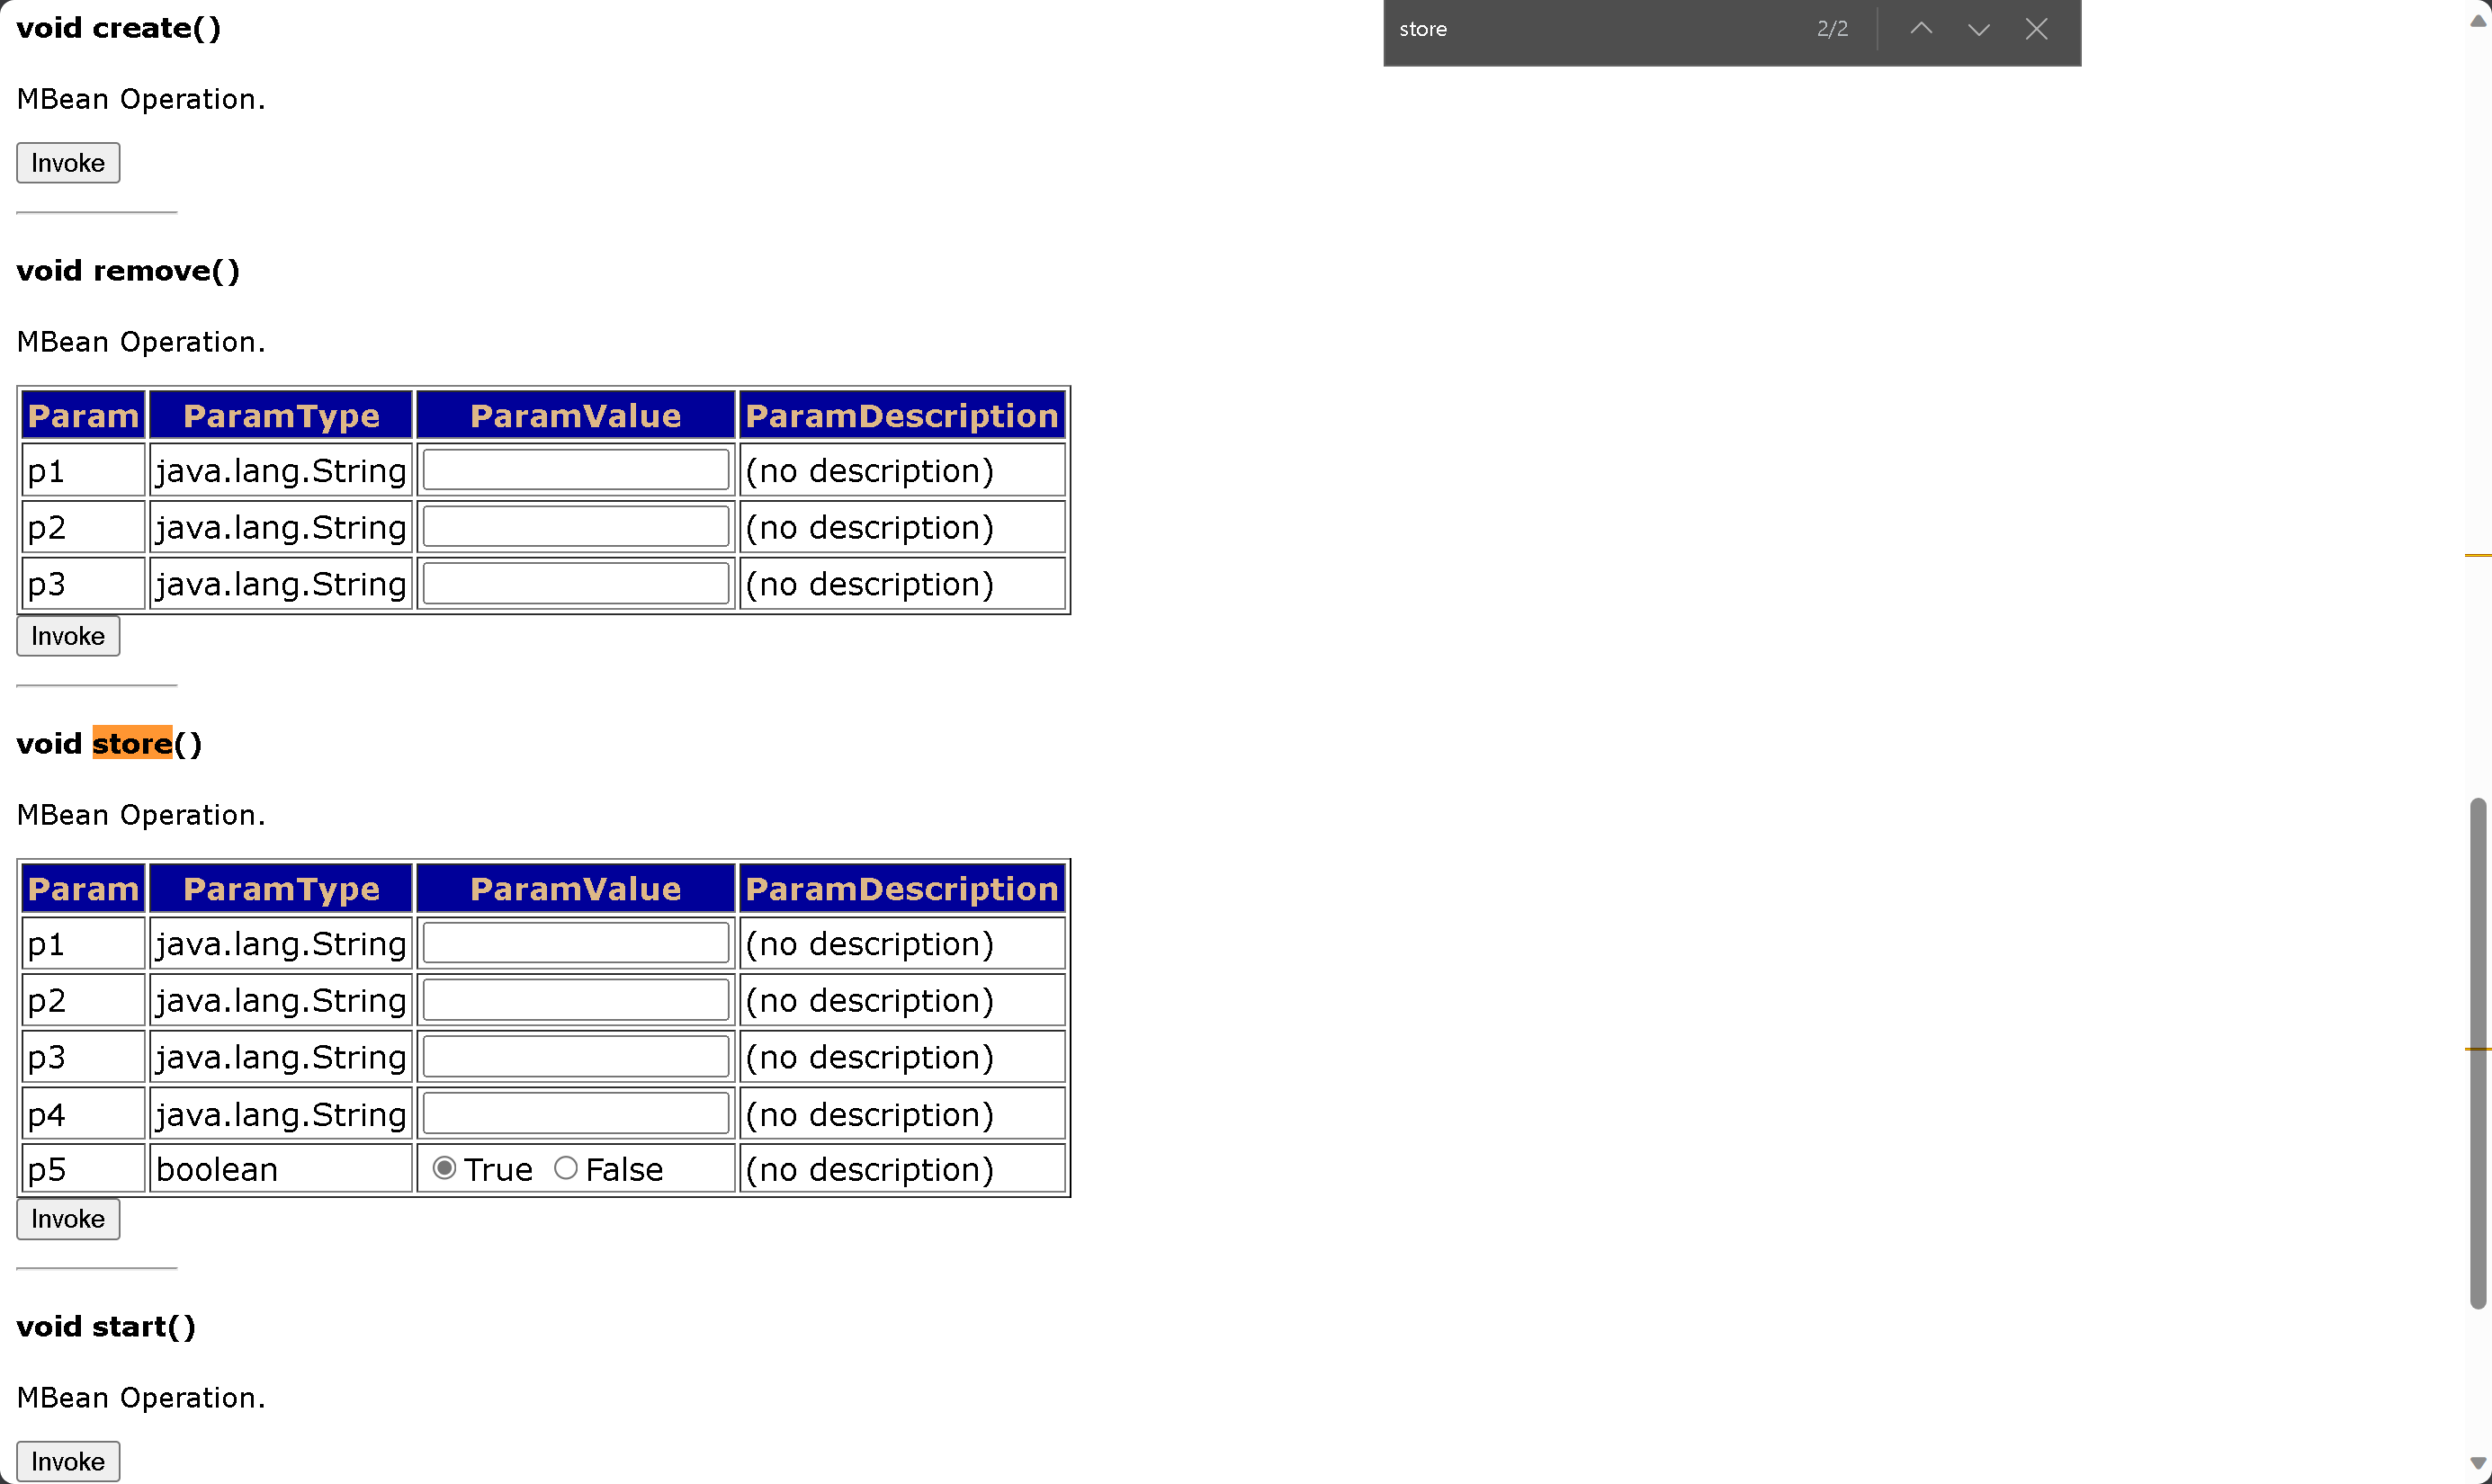 void create()
store 2/2
MBean Operation.
Invoke
void remove()
MBean Operation.
Param ParamType ParamValue ParamDescription
p1 java.lang.String (no description)
p2 java.lang.String (no description)
p3 java.lang.String (no description)
Invoke
void store()
MBean Operation.
Param ParamType ParamValue ParamDescription
p1 java.lang.String (no description)
p2 java.lang.String (no description)
p3 java.lang.String (no description)
p4 java.lang.String (no description)
p5 boolean True False (no description)
Invoke
void start()
MBean Operation.
Invoke